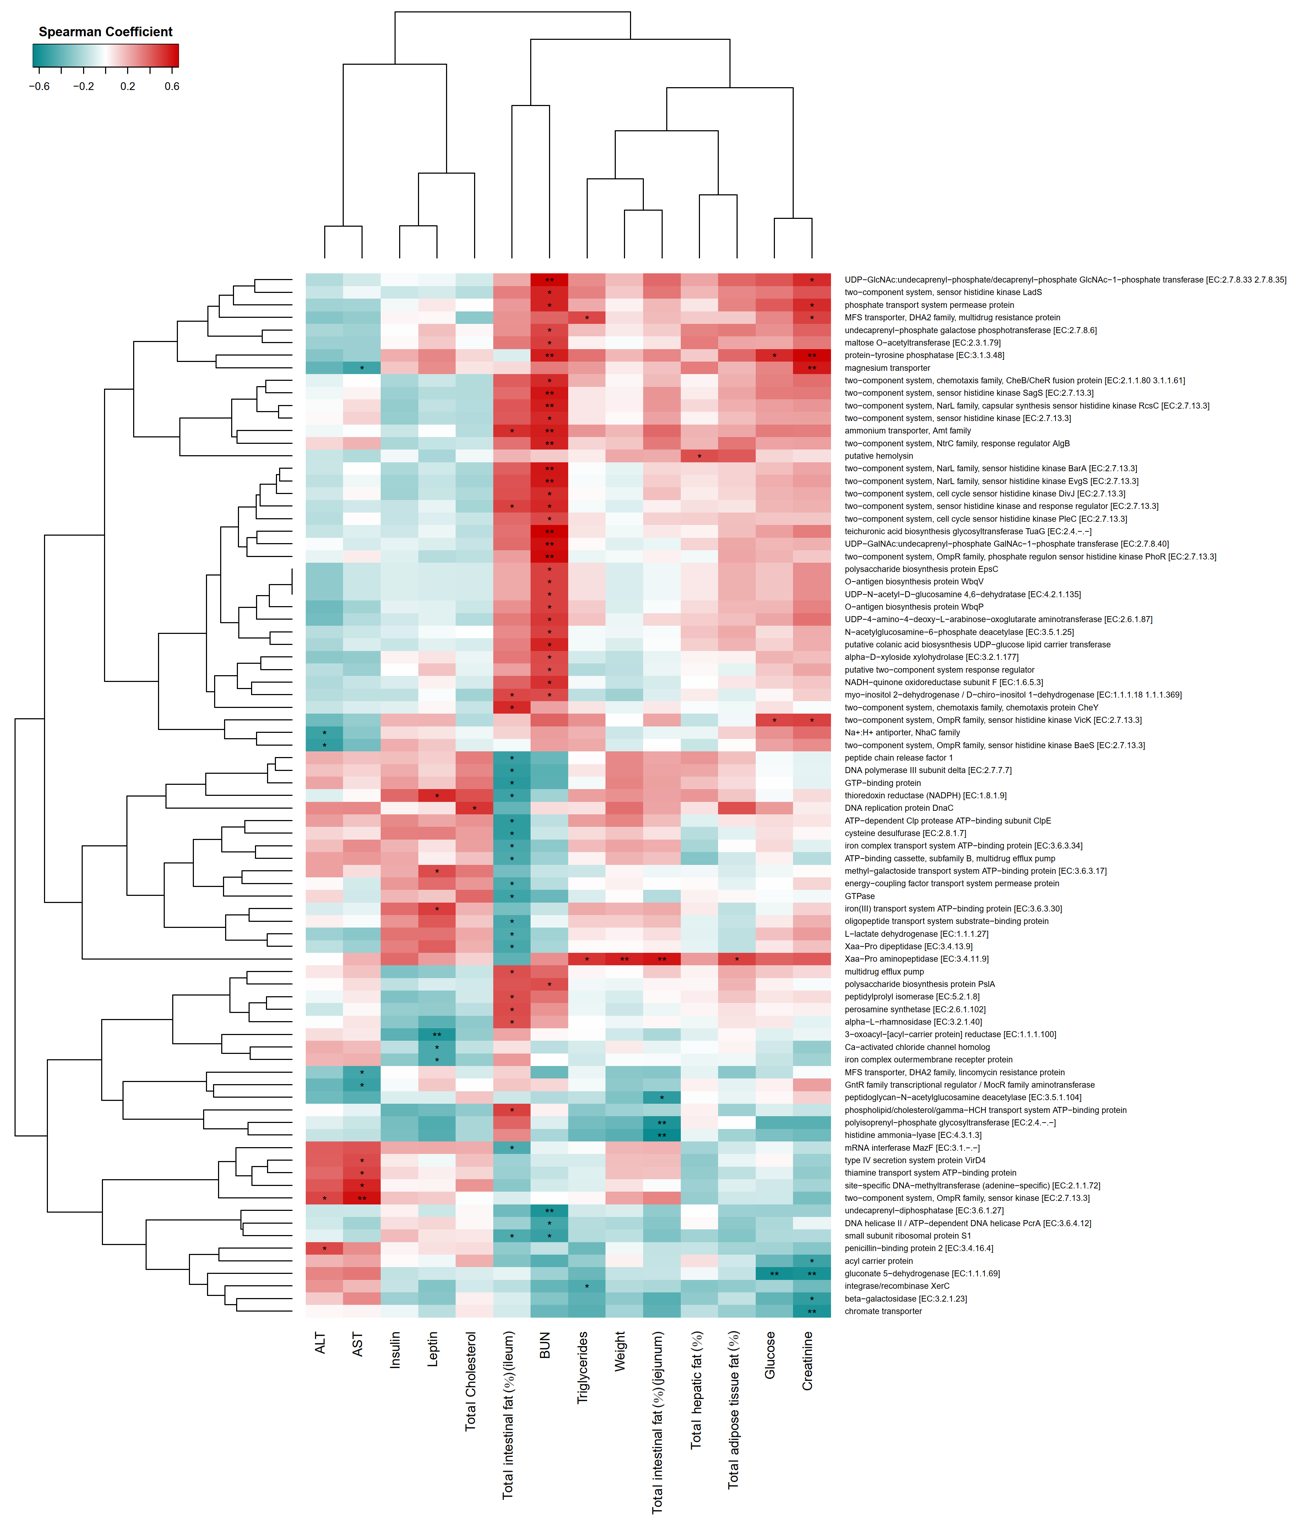 Spearman Coefficient
−0.6 −0.2 0.2 0.6
UDP−GlcNAc:undecaprenyl−phosphate/decaprenyl−phosphate GlcNAc−1−phosphate transferase [EC:2.7.8.33 2.7.8.35]
two−component system, sensor histidine kinase LadS
phosphate transport system permease protein
MFS transporter, DHA2 family, multidrug resistance protein
undecaprenyl−phosphate galactose phosphotransferase [EC:2.7.8.6]
maltose O−acetyltransferase [EC:2.3.1.79]
protein−tyrosine phosphatase [EC:3.1.3.48]
magnesium transporter
two−component system, chemotaxis family, CheB/CheR fusion protein [EC:2.1.1.80 3.1.1.61]
two−component system, sensor histidine kinase SagS [EC:2.7.13.3]
two−component system, NarL family, capsular synthesis sensor histidine kinase RcsC [EC:2.7.13.3]
two−component system, sensor histidine kinase [EC:2.7.13.3]
ammonium transporter, Amt family
two−component system, NtrC family, response regulator AlgB
putative hemolysin
two−component system, NarL family, sensor histidine kinase BarA [EC:2.7.13.3]
two−component system, NarL family, sensor histidine kinase EvgS [EC:2.7.13.3]
two−component system, cell cycle sensor histidine kinase DivJ [EC:2.7.13.3]
two−component system, sensor histidine kinase and response regulator [EC:2.7.13.3]
two−component system, cell cycle sensor histidine kinase PleC [EC:2.7.13.3]
teichuronic acid biosynthesis glycosyltransferase TuaG [EC:2.4.−.−]
UDP−GalNAc:undecaprenyl−phosphate GalNAc−1−phosphate transferase [EC:2.7.8.40]
two−component system, OmpR family, phosphate regulon sensor histidine kinase PhoR [EC:2.7.13.3]
polysaccharide biosynthesis protein EpsC
O−antigen biosynthesis protein WbqV
UDP−N−acetyl−D−glucosamine 4,6−dehydratase [EC:4.2.1.135]
O−antigen biosynthesis protein WbqP
UDP−4−amino−4−deoxy−L−arabinose−oxoglutarate aminotransferase [EC:2.6.1.87]
N−acetylglucosamine−6−phosphate deacetylase [EC:3.5.1.25]
putative colanic acid biosysnthesis UDP−glucose lipid carrier transferase
alpha−D−xyloside xylohydrolase [EC:3.2.1.177]
putative two−component system response regulator
NADH−quinone oxidoreductase subunit F [EC:1.6.5.3]
myo−inositol 2−dehydrogenase / D−chiro−inositol 1−dehydrogenase [EC:1.1.1.18 1.1.1.369]
two−component system, chemotaxis family, chemotaxis protein CheY
two−component system, OmpR family, sensor histidine kinase VicK [EC:2.7.13.3]
Na+:H+ antiporter, NhaC family
two−component system, OmpR family, sensor histidine kinase BaeS [EC:2.7.13.3]
peptide chain release factor 1
DNA polymerase III subunit delta [EC:2.7.7.7]
GTP−binding protein
thioredoxin reductase (NADPH) [EC:1.8.1.9]
DNA replication protein DnaC
ATP−dependent Clp protease ATP−binding subunit ClpE
cysteine desulfurase [EC:2.8.1.7]
iron complex transport system ATP−binding protein [EC:3.6.3.34]
ATP−binding cassette, subfamily B, multidrug efflux pump
methyl−galactoside transport system ATP−binding protein [EC:3.6.3.17]
energy−coupling factor transport system permease protein
GTPase
iron(III) transport system ATP−binding protein [EC:3.6.3.30]
oligopeptide transport system substrate−binding protein
L−lactate dehydrogenase [EC:1.1.1.27]
Xaa−Pro dipeptidase [EC:3.4.13.9]
Xaa−Pro aminopeptidase [EC:3.4.11.9]
multidrug efflux pump
polysaccharide biosynthesis protein PslA
peptidylprolyl isomerase [EC:5.2.1.8]
perosamine synthetase [EC:2.6.1.102]
alpha−L−rhamnosidase [EC:3.2.1.40]
3−oxoacyl−[acyl−carrier protein] reductase [EC:1.1.1.100]
Ca−activated chloride channel homolog
iron complex outermembrane recepter protein
MFS transporter, DHA2 family, lincomycin resistance protein
GntR family transcriptional regulator / MocR family aminotransferase
peptidoglycan−N−acetylglucosamine deacetylase [EC:3.5.1.104]
phospholipid/cholesterol/gamma−HCH transport system ATP−binding protein
polyisoprenyl−phosphate glycosyltransferase [EC:2.4.−.−]
histidine ammonia−lyase [EC:4.3.1.3]
mRNA interferase MazF [EC:3.1.−.−]
type IV secretion system protein VirD4
thiamine transport system ATP−binding protein
site−specific DNA−methyltransferase (adenine−specific) [EC:2.1.1.72]
two−component system, OmpR family, sensor kinase [EC:2.7.13.3]
undecaprenyl−diphosphatase [EC:3.6.1.27]
DNA helicase II / ATP−dependent DNA helicase PcrA [EC:3.6.4.12]
small subunit ribosomal protein S1
penicillin−binding protein 2 [EC:3.4.16.4]
acyl carrier protein
gluconate 5−dehydrogenase [EC:1.1.1.69]
integrase/recombinase XerC
beta−galactosidase [EC:3.2.1.23]
chromate transporter
ALT
AST
Insulin
Leptin
Total Cholesterol
Total intestinal fat (%)(ileum)
BUN
Triglycerides
Weight
Total intestinal fat (%)(jejunum)
Total hepatic fat (%)
Total adipose tissue fat (%)
Glucose
Creatinine